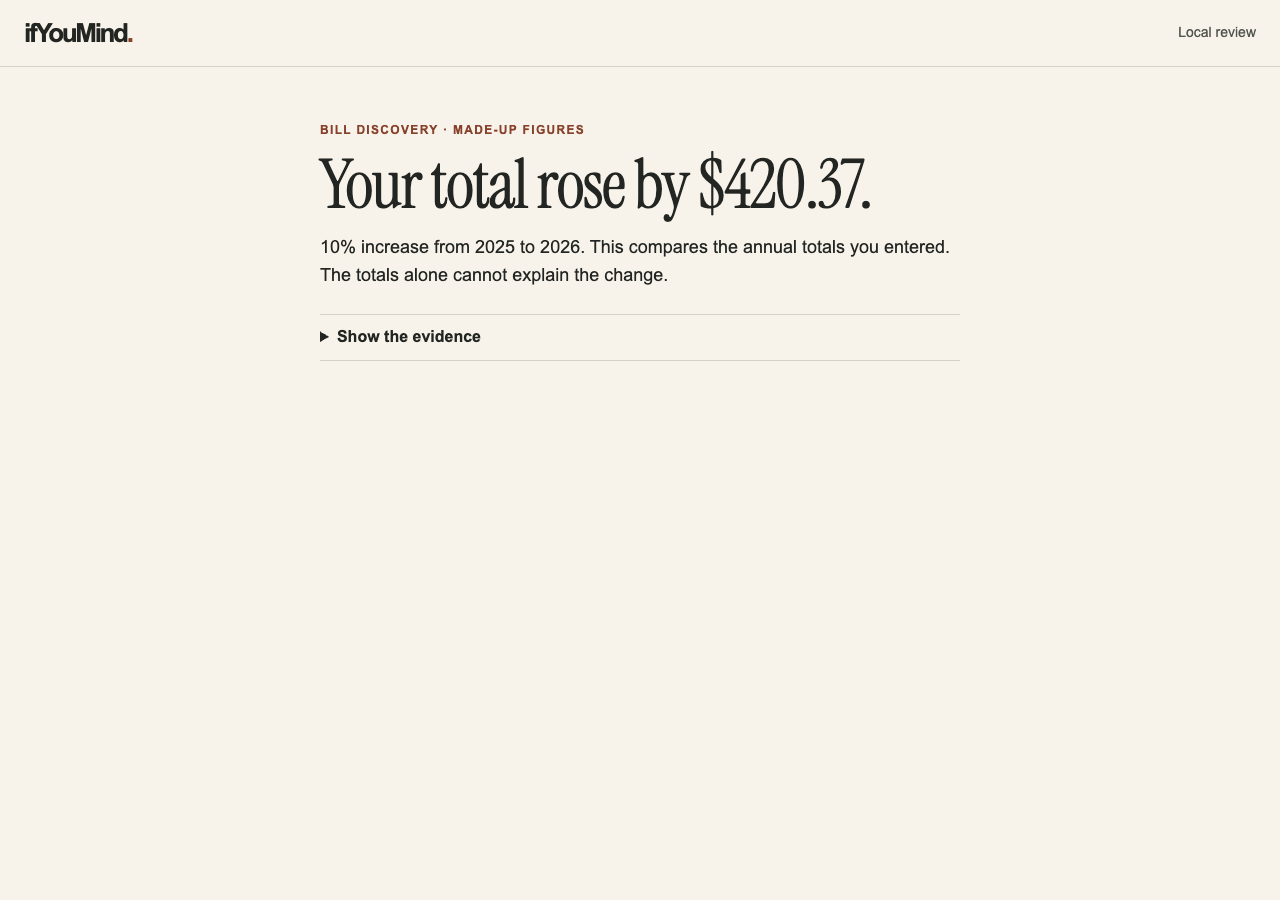 ifYouMind.
Local review
BILL DISCOVERY · MADE-UP FIGURES
Your total rose by $420.37.
10% increase from 2025 to 2026. This compares the annual totals you entered.
The totals alone cannot explain the change.
Show the evidence